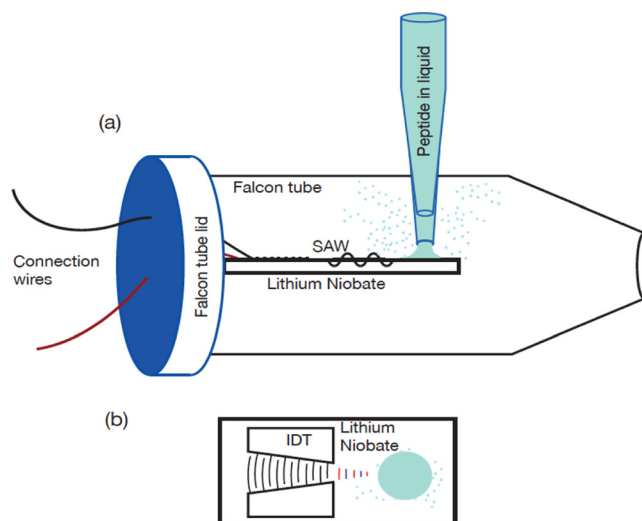 (a)
Peptide in liquid
Falcon tube
Falcon tube lid
SAW
Connection
wires
Lithium Niobate
(b)
IDT
Lithium
Niobate